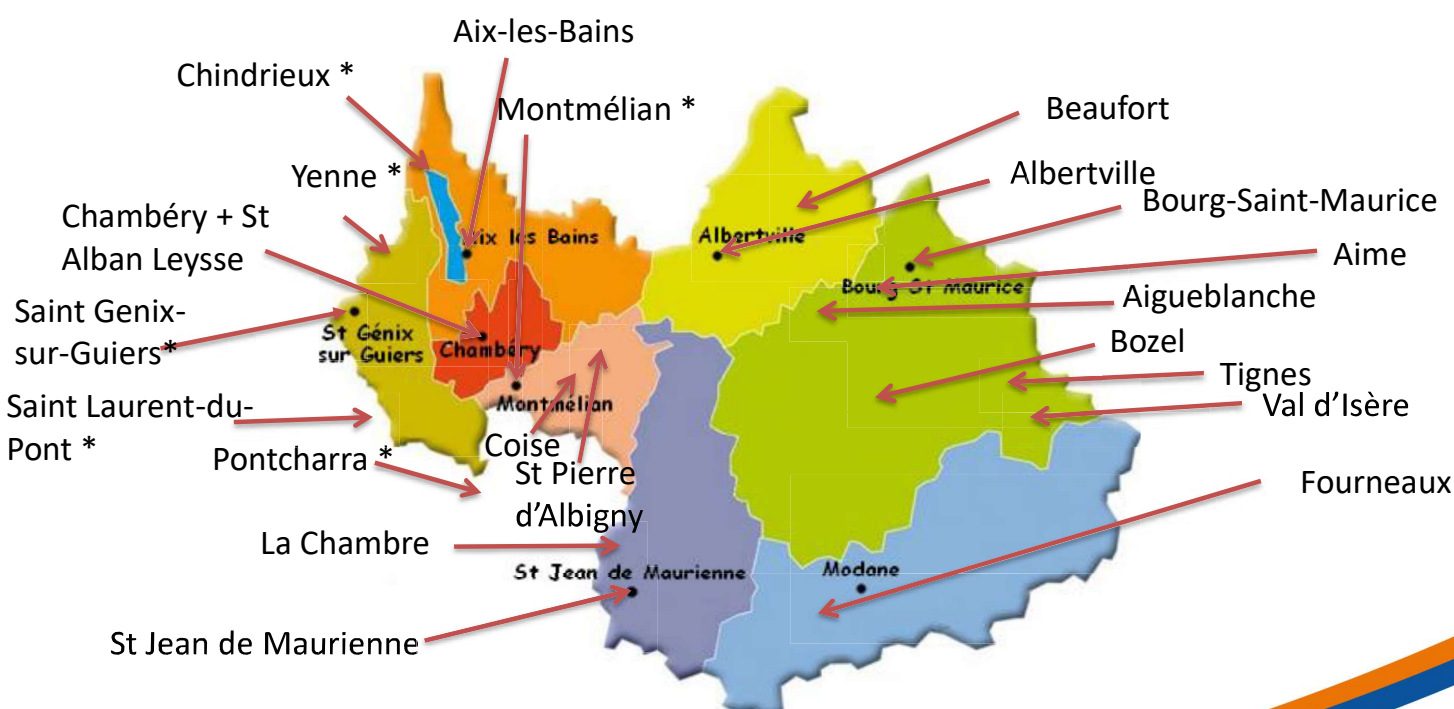 Aix-les-Bains
Chindrieux *
Montmélian *
Beaufort
Yenne *
Albertville
Bourg-Saint-Maurice
Chambéry + St
Alban Leysse
Aix les Bains
Albertville
Aime
Bourg St Maurice
Aigueblanche
Saint Genix-
sur-Guiers*
St Génix
sur Guiers
Chambéry
Bozel
Tignes
Val d’Isère
Montmélian
Saint Laurent-du-
Pont *
Pontcharra *
Coise
St Pierre
d’Albigny
Fourneaux
La Chambre
St Jean de Maurienne
Modane
St Jean de Maurienne